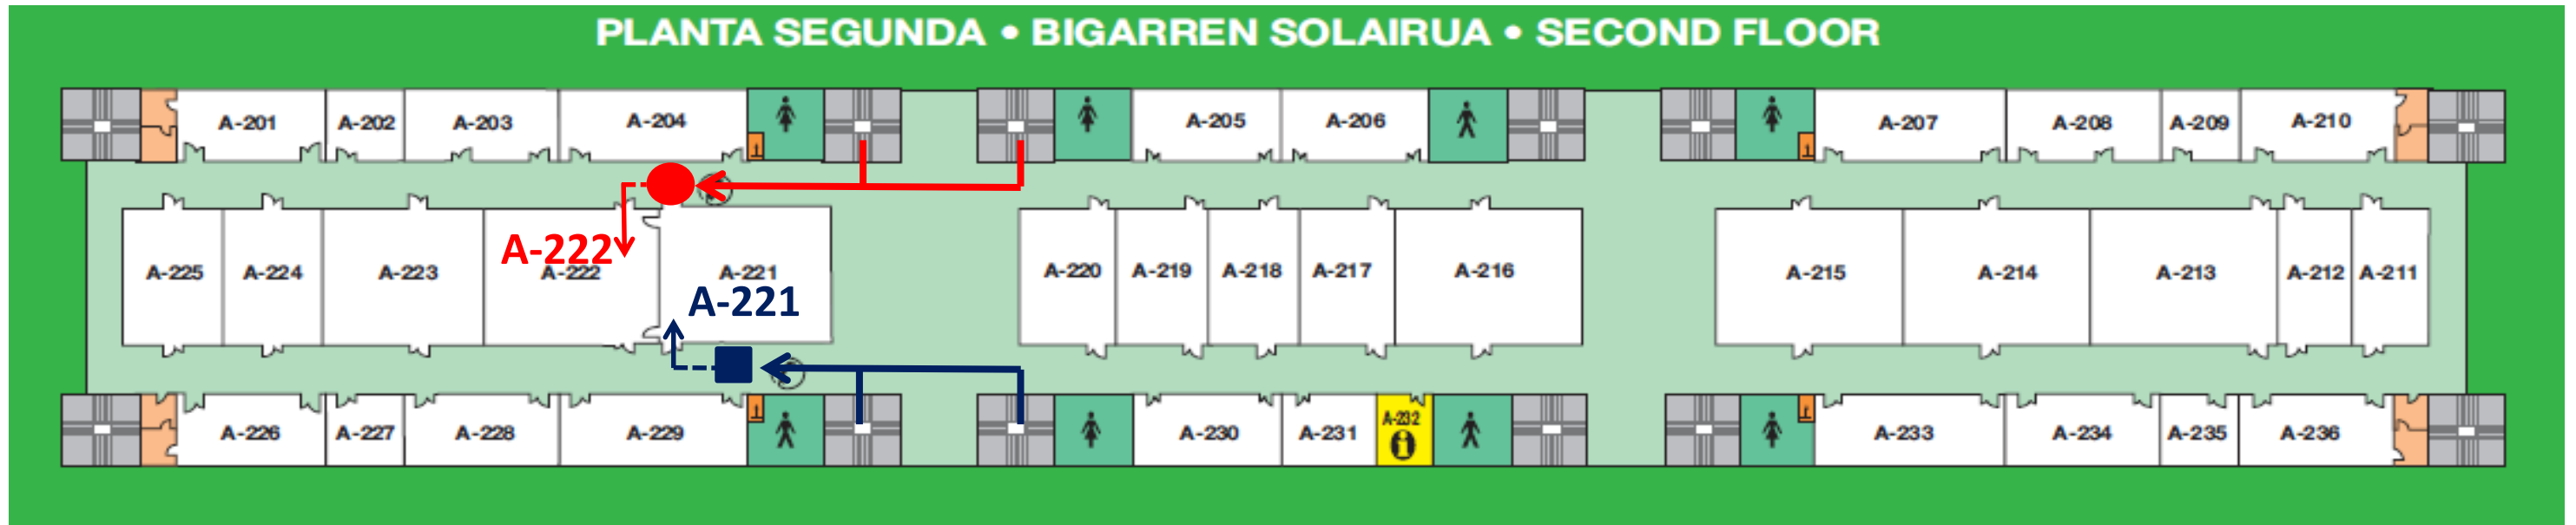 PLANTA SEGUNDA • BIGARREN SOLAIRUA • SECOND FLOOR
A-201 A-202 A-203 A-204 A-205 A-206 A-207 A-208 A-209 A-210
A-222
A-225 A-224 A-223 A-222 A-221 A-220 A-219 A-218 A-217 A-216 A-215 A-214 A-213 A-212 A-211
A-221
A-232
A-226 A-227 A-228 A-229 A-230 A-231 A-233 A-234 A-235 A-236